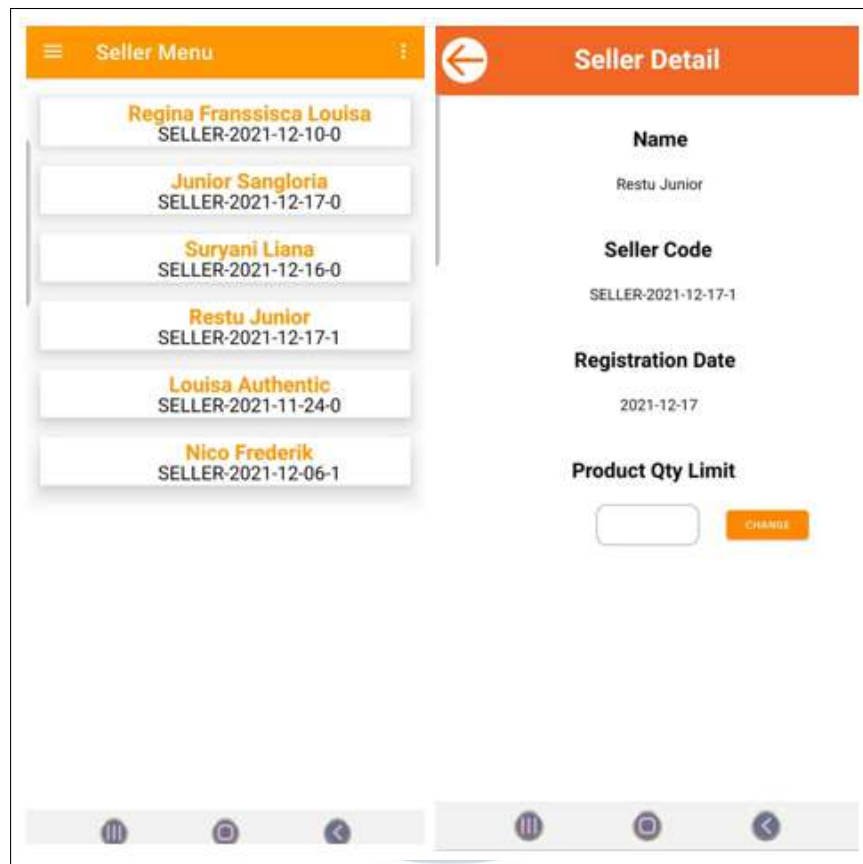 Seller Menu
Regina Franssisca Louisa
SELLER-2021-12-10-0
Junior Sangloria
SELLER-2021-12-17-0
Suryani Liana
SELLER-2021-12-16-0
Restu Junior
SELLER-2021-12-17-1
Louisa Authentic
SELLER-2021-11-24-0
Nico Frederik
SELLER-2021-12-06-1
Seller Detail
Name
Restu Junior
Seller Code
SELLER-2021-12-17-1
Registration Date
2021-12-17
Product Qty Limit
CHANGE